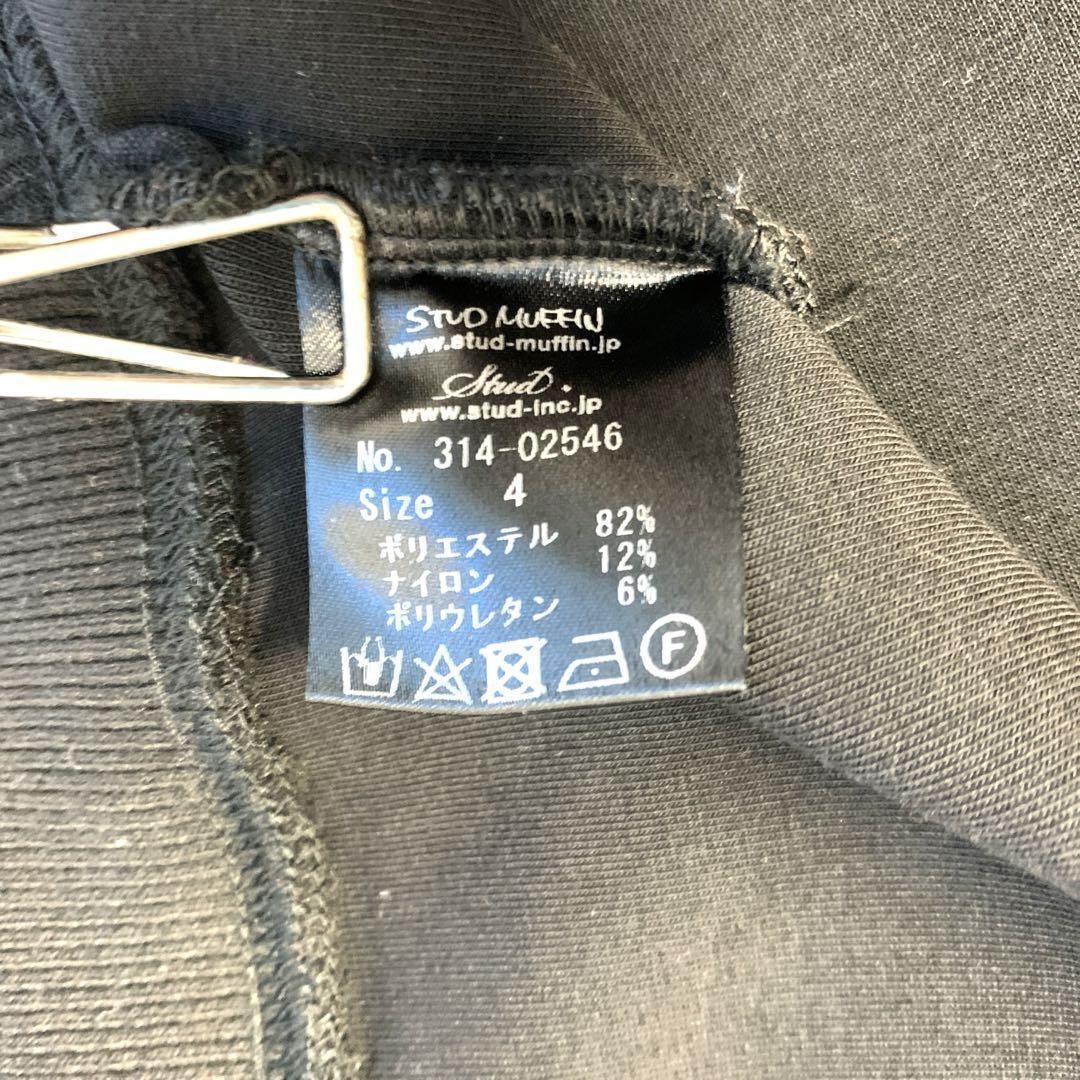 STUD MUFFIN
www.stud-muffin.jp
Stud.
www.stud-inc.jp
No. 314-02546
Size 4
ポリエステル 82%
ナイロン 12%
ポリウレタン 6%
F